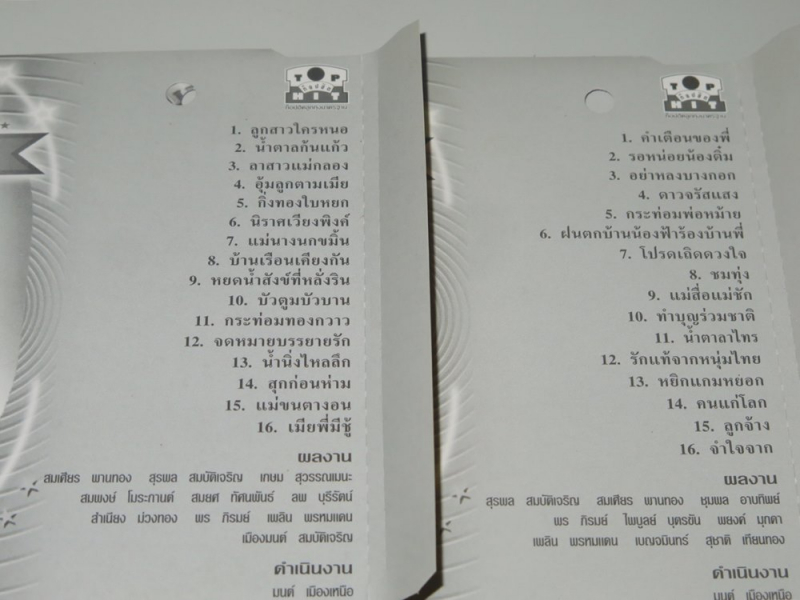 TOP
HIT
1. ลูกสาวใครหนอ
2. น้ำตาลก้นแก้ว
3. ลาสาวแม่กลอง
4. อุ้มลูกตามเมีย
5. กิ่งทองใบหยก
6. นิราศเวียงพิงค์
7. แม่นางนกขมิ้น
8. บ้านเรือนเคียงกัน
9. หยดน้ำสังข์ที่หลั่งริน
10. บัวตูมบัวบาน
11. กระท่อมทองกวาว
12. จดหมายบรรยายรัก
13. น้ำนิ่งไหลลึก
14. สุกก่อนห่าม
15. แม่ขนตางอน
16. เมียพี่มีชู้
ผลงาน
สมเศียร พานทอง สุรพล สมบัติเจริญ เกษม สุวรรณเมนะ
สมพงษ์ โมระกานต์ สมยศ ทัศนพันธ์ ลพ บุรีรัตน์
สำเนียง ม่วงทอง พร ภิรมย์ เพลิน พรหมแดน
เมืองมนต์ สมบัติเจริญ
ดำเนินงาน
มนต์ เมืองเหนือ
TOP
HIT
1. คำเตือนของพี่
2. รอหน่อยน้องติ๋ม
3. อย่าหลงบางกอก
4. ดาวจรัสแสง
5. กระท่อมพ่อหม้าย
6. ฝนตกบ้านน้องฟ้าร้องบ้านพี่
7. โปรดเถิดดวงใจ
8. ชมทุ่ง
9. แม่สื่อแม่ชัก
10. ทำบุญร่วมชาติ
11. น้ำตาลาไทร
12. รักแท้จากหนุ่มไทย
13. หยิกแกมหยอก
14. คนแก่โลก
15. ลูกจ้าง
16. จำใจจาก
ผลงาน
สุรพล สมบัติเจริญ สมเศียร พานทอง ชุมพล อาบทิพย์
พร ภิรมย์ ไพบูลย์ บุตรขัน พยงค์ มุกดา
เพลิน พรหมแดน เบญจมินทร์ สุชาติ เทียนทอง
ดำเนินงาน
มนต์ เมืองเหนือ